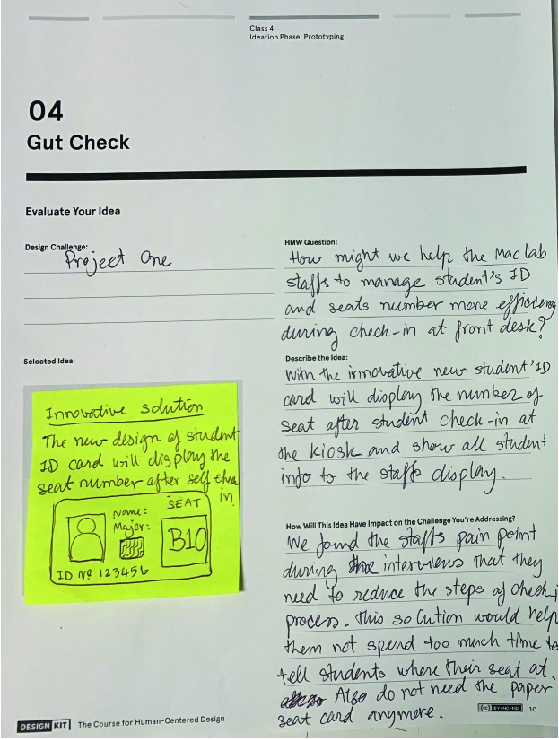 Class 4
Ideation Phase: Prototyping
04
Gut Check
Evaluate Your Idea
Design Challenge:
Project One
HMW Question:
How might we help the Mac lab
staffs to manage student's ID
and seats number more efficiency
during check-in at front desk?
Selected Idea:
Innovative solution
The new design of student
ID card will display the
seat number after self
in.
Name:
Major:
SEAT
B10
ID Nº 123456
Describe the Idea:
With the innovative new student's ID
card will display the number of
seat after student check-in at
the kiosk and show all student
info to the staffs display.
How Will This Idea Have Impact on the Challenge You're Addressing?
We found the staffs pain point
during the interviews that they
need to reduce the steps of check-i
process. This solution would help
them not spend too much time to
tell students where their seat at.
Also do not need the paper
seat card anymore.
DESIGN KIT The Course for Human-Centered Design
(cc) BY-NC-ND